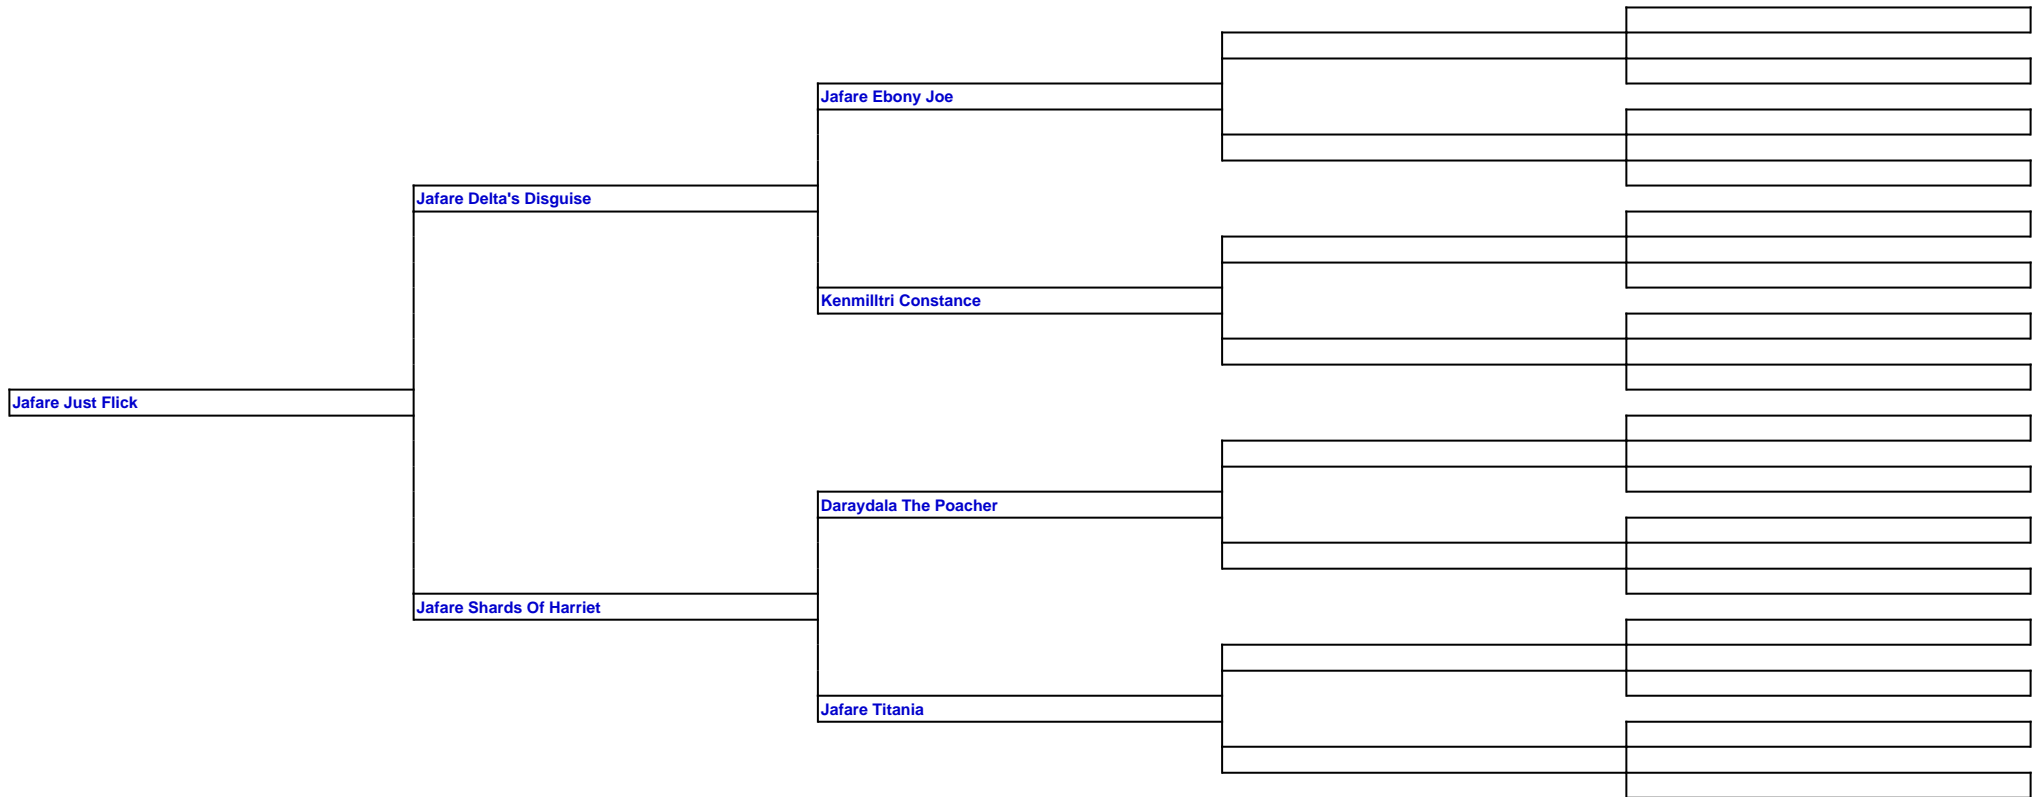 Jafare Ebony Joe
Jafare Delta's Disguise
Kenmilltri Constance
Jafare Just Flick
Daraydala The Poacher
Jafare Shards Of Harriet
Jafare Titania